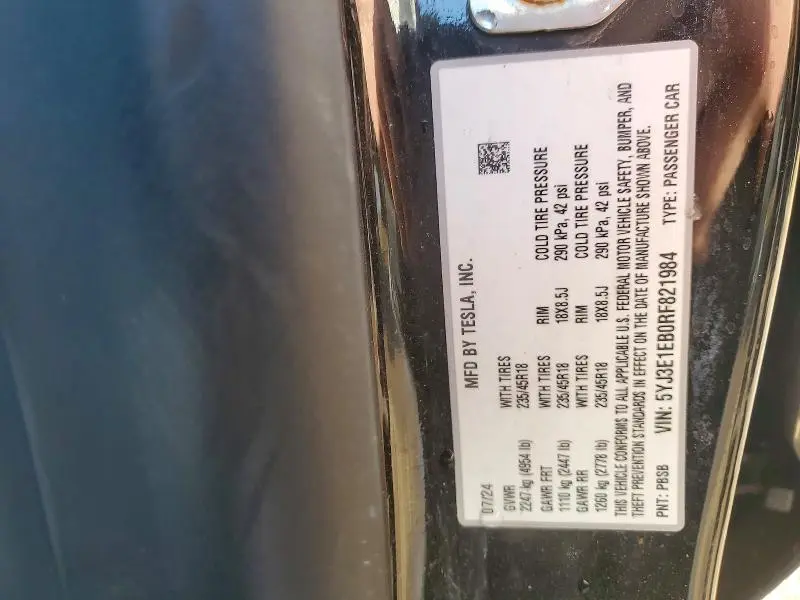 MFD BY TESLA, INC.
07/24
GVWR WITH TIRES RIM COLD TIRE PRESSURE
2247 kg (4954 lb) 235/45R18 18X8.5J 290 kPa, 42 psi
GAWR FRT WITH TIRES RIM COLD TIRE PRESSURE
1110 kg (2447 lb) 235/45R18 18X8.5J 290 kPa, 42 psi
GAWR RR WITH TIRES
1260 kg (2778 lb) 235/45R18
THIS VEHICLE CONFORMS TO ALL APPLICABLE U.S. FEDERAL MOTOR VEHICLE SAFETY, BUMPER, AND
THEFT PREVENTION STANDARDS IN EFFECT ON THE DATE OF MANUFACTURE SHOWN ABOVE.
PNT: PBSB VIN: 5YJ3E1EB0RF821984 TYPE: PASSENGER CAR